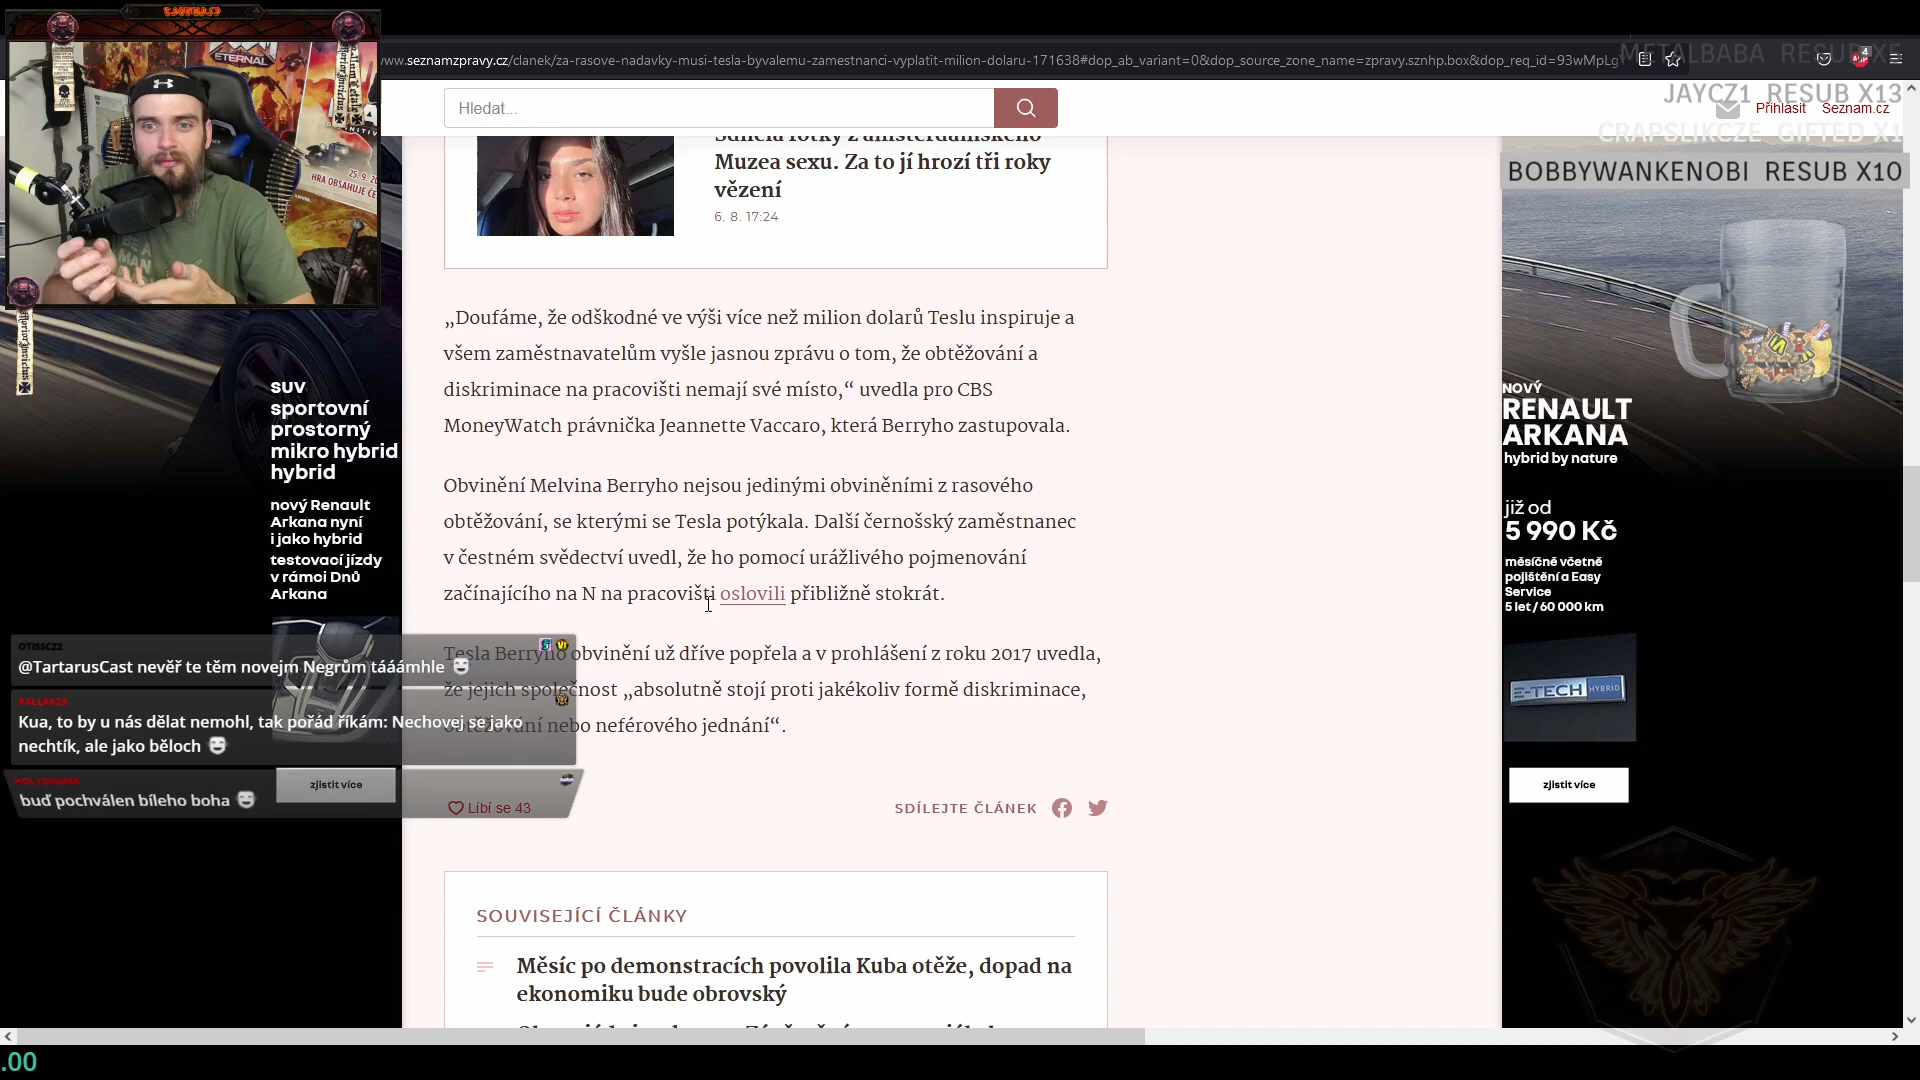 ETERNAL
25. 9. 20
HRA OBSAHUJE ČE
BE A
MAN
www.seznamzpravy.cz/clanek/za-rasove-nadavky-musi-tesla-byvalemu-zamestnanci-vyplatit-milion-dolaru-171638#dop_ab_variant=0&dop_source_zone_name=zpravy.sznhp.box&dop_req_id=93wMpLg
4
METALBABA RESUB X
JAYCZ1 RESUB X13
Hledat...
Přihlásit Seznam.cz
CRAPSLIKCZE GIFTED X1
BOBBYWANKENOBI RESUB X10
Sdílela fotky z amsterdamského
Muzea sexu. Za to jí hrozí tři roky
vězení
6. 8. 17:24
„Doufáme, že odškodné ve výši více než milion dolarů Teslu inspiruje a
všem zaměstnavatelům vyšle jasnou zprávu o tom, že obtěžování a
diskriminace na pracovišti nemají své místo,“ uvedla pro CBS
MoneyWatch právnička Jeannette Vaccaro, která Berryho zastupovala.
Obvinění Melvina Berryho nejsou jedinými obviněními z rasového
obtěžování, se kterými se Tesla potýkala. Další černošský zaměstnanec
v čestném svědectví uvedl, že ho pomocí urážlivého pojmenování
začínajícího na N na pracovišti oslovili přibližně stokrát.
Tesla Berryho obvinění už dříve popřela a v prohlášení z roku 2017 uvedla,
že jejich společnost „absolutně stojí proti jakékoliv formě diskriminace,
obtěžování nebo neférového jednání“.
Líbí se 43
SDÍLEJTE ČLÁNEK
SOUVISEJÍCÍ ČLÁNKY
Měsíc po demonstracích povolila Kuba otěže, dopad na
ekonomiku bude obrovský
SUV
sportovní
prostorný
mikro hybrid
hybrid
nový Renault
Arkana nyní
i jako hybrid
testovací jízdy
v rámci Dnů
Arkana
zjistit více
OTISSCZ2
@TartarusCast nevěř te těm novejm Negrům tááámhle
KALLAK25
Kua, to by u nás dělat nemohl, tak pořád říkám: Nechovej se jako
nechtík, ale jako běloch
buď pochválen bíleho boha
NOVÝ
RENAULT
ARKANA
hybrid by nature
již od
5 990 Kč
měsíčně včetně
pojištění a Easy
Service
5 let / 60 000 km
E-TECH HYBRID
zjistit více
.00